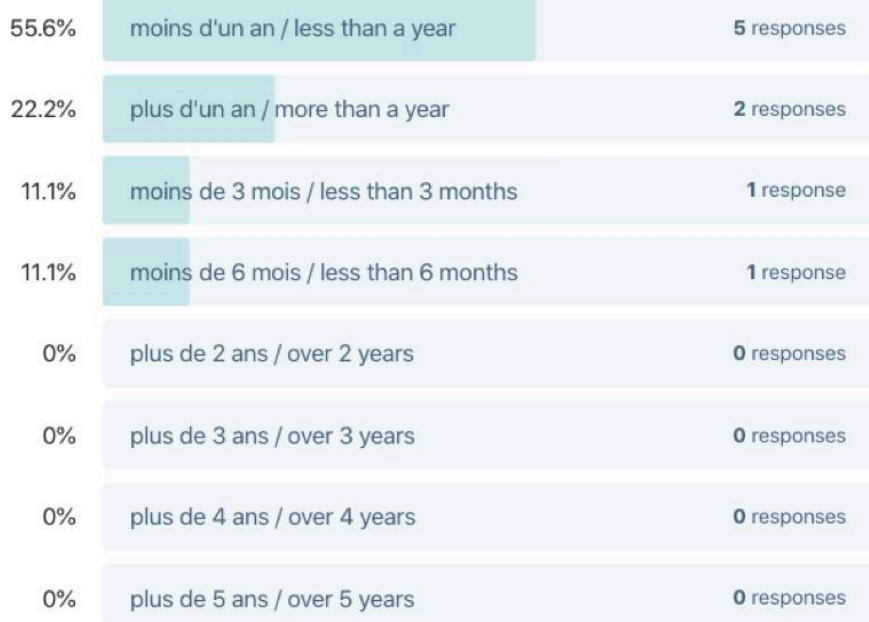 55.6% moins d'un an / less than a year 5 responses
22.2% plus d'un an / more than a year 2 responses
11.1% moins de 3 mois / less than 3 months 1 response
11.1% moins de 6 mois / less than 6 months 1 response
0% plus de 2 ans / over 2 years 0 responses
0% plus de 3 ans / over 3 years 0 responses
0% plus de 4 ans / over 4 years 0 responses
0% plus de 5 ans / over 5 years 0 responses